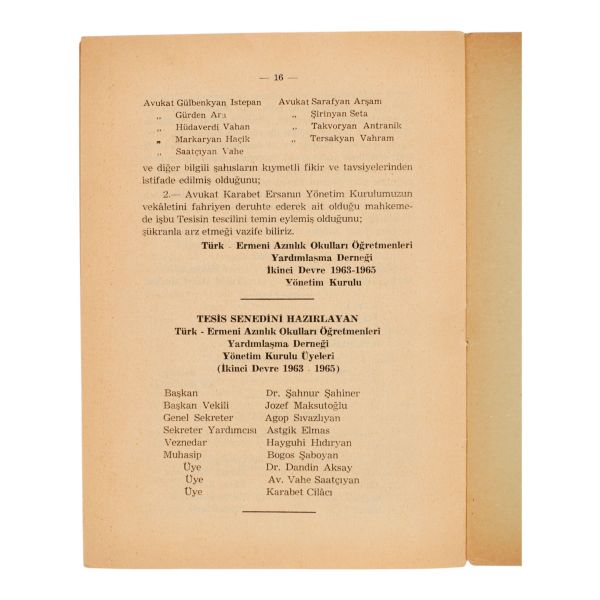 — 16 —
Avukat Gülbenkyan Istepan Avukat Sarafyan Arşam
„ Gürden Ara „ Şirinyan Seta
„ Hüdaverdi Vahan „ Takvoryan Antranik
„ Markaryan Haçik „ Tersakyan Vahram
„ Saatçıyan Vahe
ve diğer bilgili şahısların kıymetli fikir ve tavsiyelerinden
istifade edilmiş olduğunu;
2.— Avukat Karabet Ersanın Yönetim Kurulumuzun
vekâletini fahriyen deruhte ederek ait olduğu mahkeme-
de işbu Tesisin tescilini temin eylemiş olduğunu;
şükranla arz etmeği vazife biliriz.
Türk - Ermeni Azınlık Okulları Öğretmenleri
Yardımlaşma Derneği
İkinci Devre 1963-1965
Yönetim Kurulu
TESİS SENEDİNİ HAZIRLAYAN
Türk - Ermeni Azınlık Okulları Öğretmenleri
Yardımlaşma Derneği
Yönetim Kurulu Üyeleri
(İkinci Devre 1963 - 1965)
Başkan Dr. Şahnur Şahiner
Başkan Vekili Jozef Maksutoğlu
Genel Sekreter Agop Sıvazlıyan
Sekreter Yardımcısı Astgik Elmas
Veznedar Hayguhi Hıdıryan
Muhasip Bogos Şaboyan
Üye Dr. Dandin Aksay
Üye Av. Vahe Saatçıyan
Üye Karabet Cilâcı